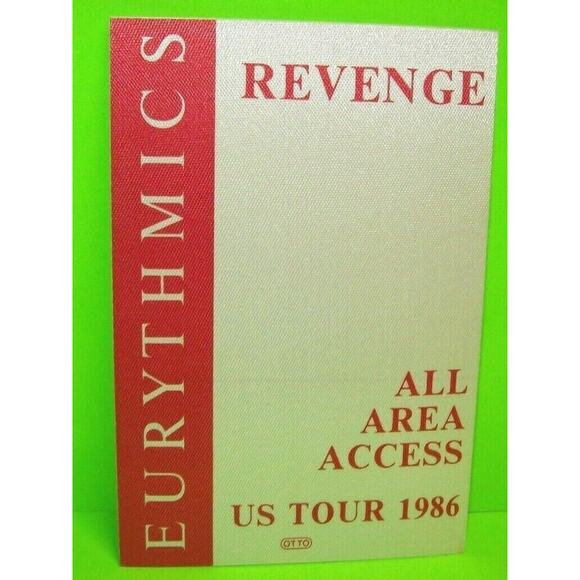 EURYTHMICS
REVENGE
ALL
AREA
ACCESS
US TOUR 1986
OTTO